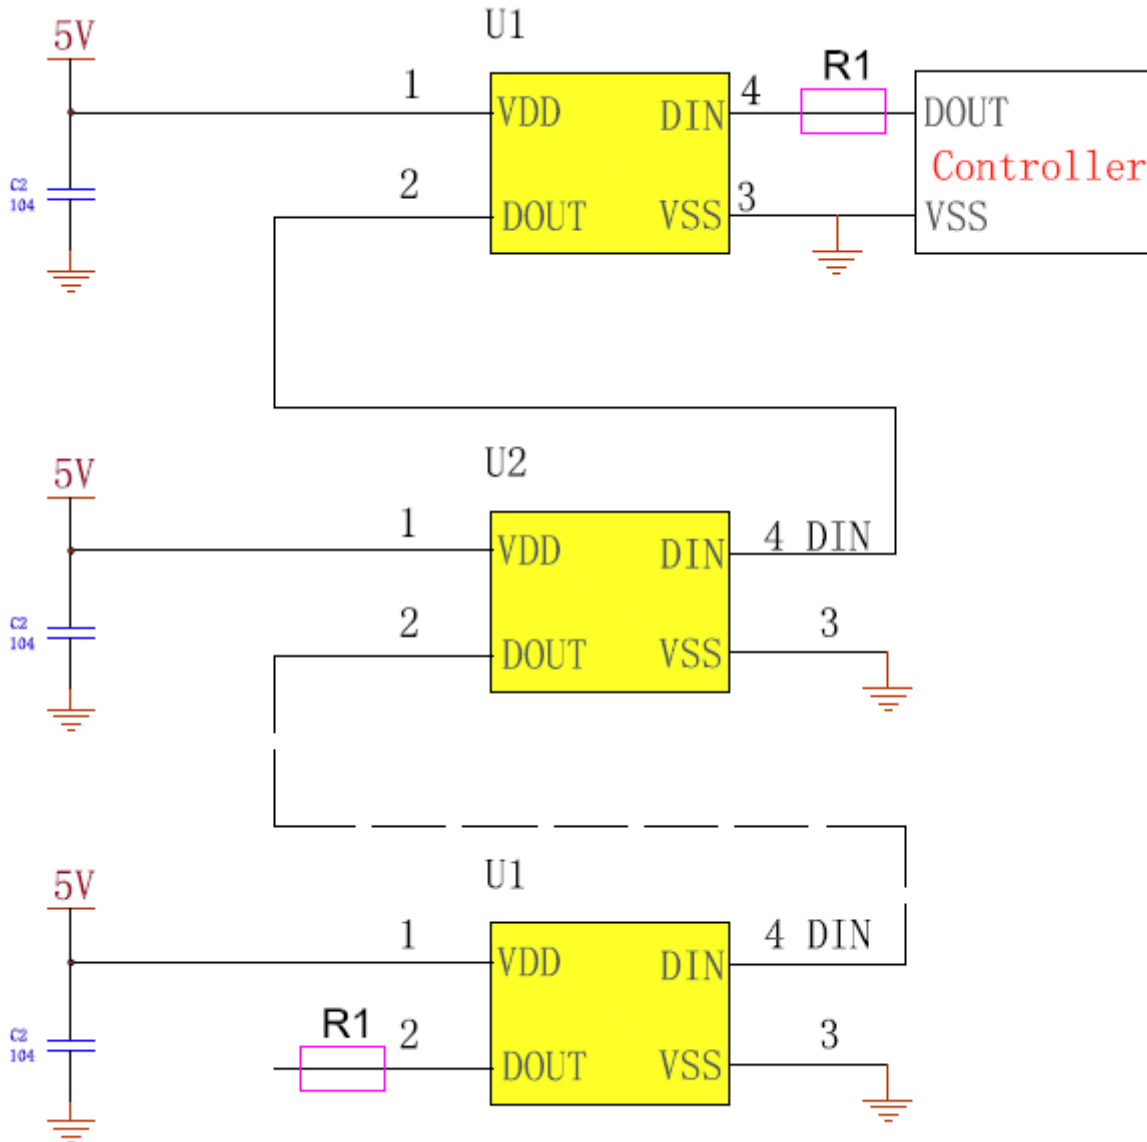 U1
5V
1
VDD
DIN
4
R1
DOUT
Controller
C2
104
2
DOUT
VSS
3
VSS
U2
5V
1
VDD
DIN
4 DIN
C2
104
2
DOUT
VSS
3
U1
5V
1
VDD
DIN
4 DIN
C2
104
R1
2
DOUT
VSS
3